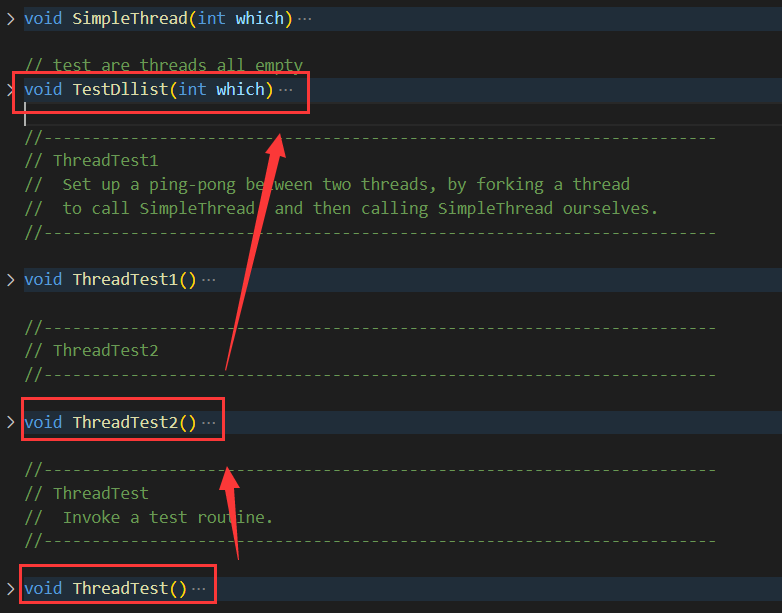 void SimpleThread(int which)···
// test are threads all empty
void TestDllist(int which)···
//----------------------------------------------------------------------
// ThreadTest1
//  Set up a ping-pong between two threads, by forking a thread
//  to call SimpleThread, and then calling SimpleThread ourselves.
//----------------------------------------------------------------------
void ThreadTest1()···
//----------------------------------------------------------------------
// ThreadTest2
//----------------------------------------------------------------------
void ThreadTest2()···
//----------------------------------------------------------------------
// ThreadTest
//  Invoke a test routine.
//----------------------------------------------------------------------
void ThreadTest()···